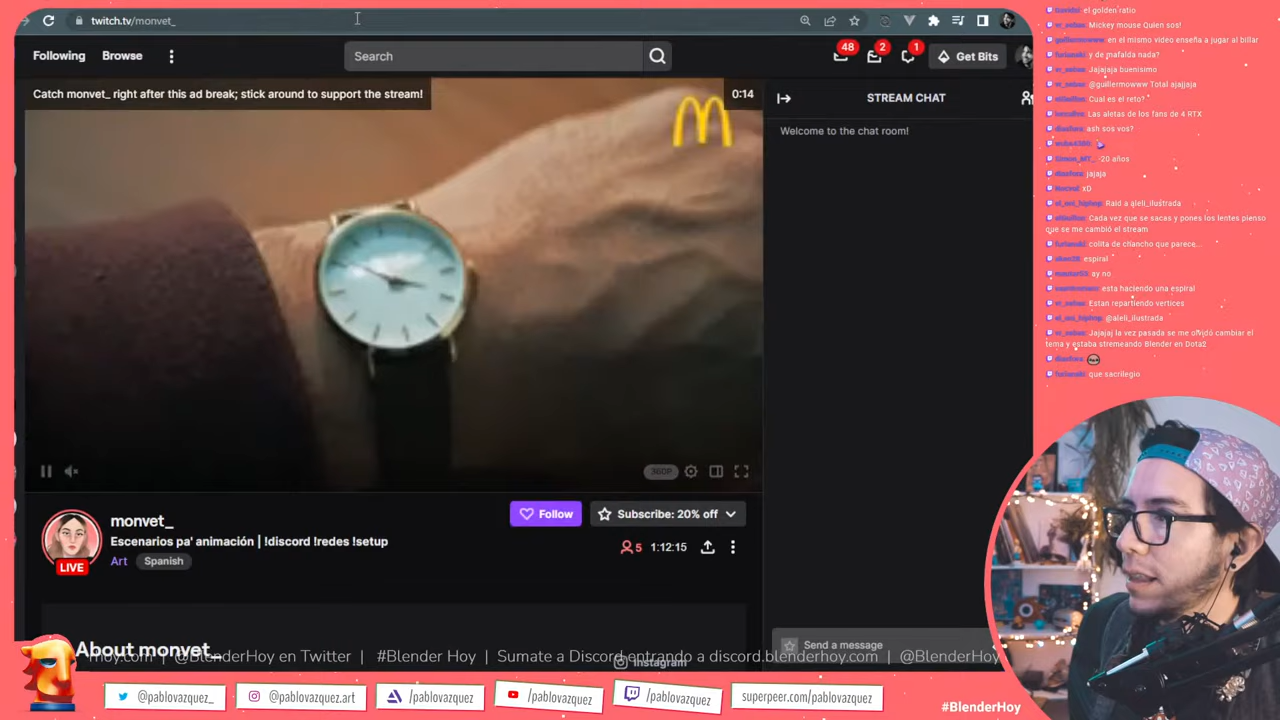 twitch.tv/monvet_
Following
Browse
Search
48
2
1
Get Bits
Catch monvet_ right after this ad break; stick around to support the stream!
0:14
STREAM CHAT
Welcome to the chat room!
360P
monvet_
Escenarios pa' animación | !discord !redes !setup
Art
Spanish
LIVE
Follow
Subscribe: 20% off
5
1:12:15
About monvet_
Send a message
Instagram
hoy.com | @BlenderHoy en Twitter | #Blender Hoy | Sumate a Discord entrando a discord.blenderhoy.com | @BlenderHoy
@pablovazquez_
@pablovazquez.art
/pablovazquez
/pablovazquez
/pablovazquez
superpeer.com/pablovazquez
#BlenderHoy
el golden ratio
Mickey mouse Quien sos!
en el mismo video enseña a jugar al billar
y de mafalda nada?
Jajajaja buenisimo
@guillermowww Total ajajjaja
Cual es el reto?
Las aletas de los fans de 4 RTX
ash sos vos?
-20 años
jajaja
xD
Raid a @leli_ilustrada
Cada vez que se sacas y pones los lentes pienso
que se me cambió el stream
colita de chancho que parece,..
espiral
ay no
esta haciendo una espiral
Estan repartiendo vertices
@aleli_ilustrada
Jajajaj la vez pasada se me olvidó cambiar el
tema y estaba stremeando Blender en Dota2
que sacrilegio